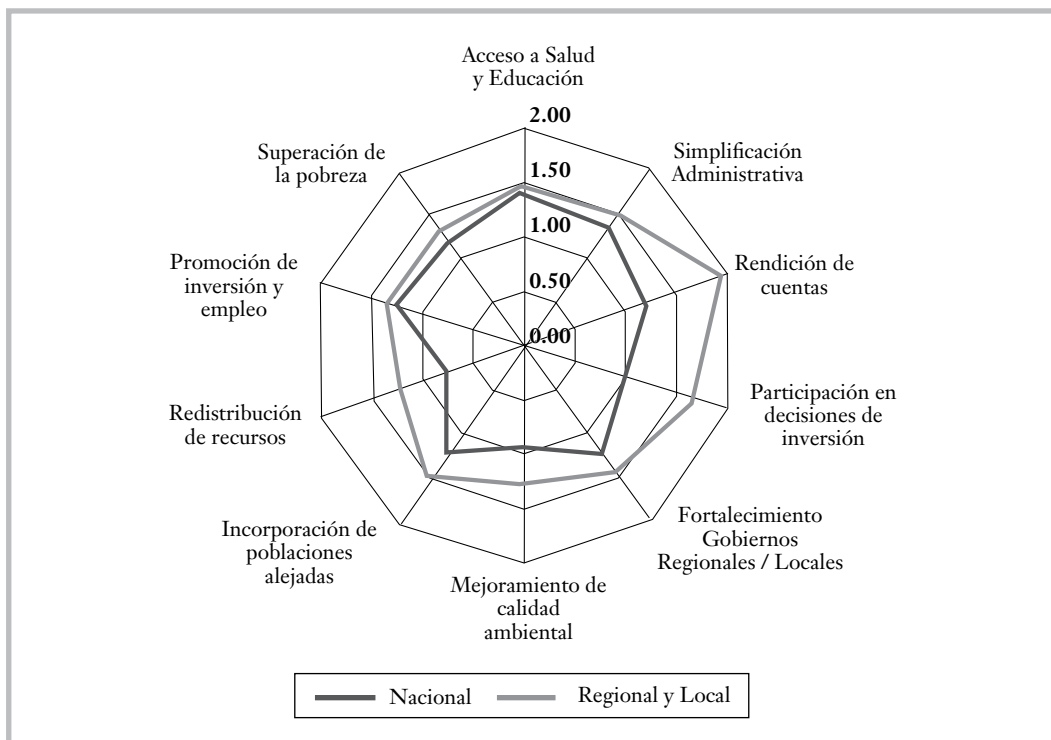 Acceso a Salud
y Educación
2.00
1.50
1.00
0.50
0.00
Simplificación
Administrativa
Rendición de
cuentas
Participación en
decisiones de
inversión
Fortalecimiento
Gobiernos
Regionales / Locales
Mejoramiento de
calidad
ambiental
Incorporación de
poblaciones
alejadas
Redistribución
de recursos
Promoción de
inversión y
empleo
Superación de
la pobreza
Nacional
Regional y Local